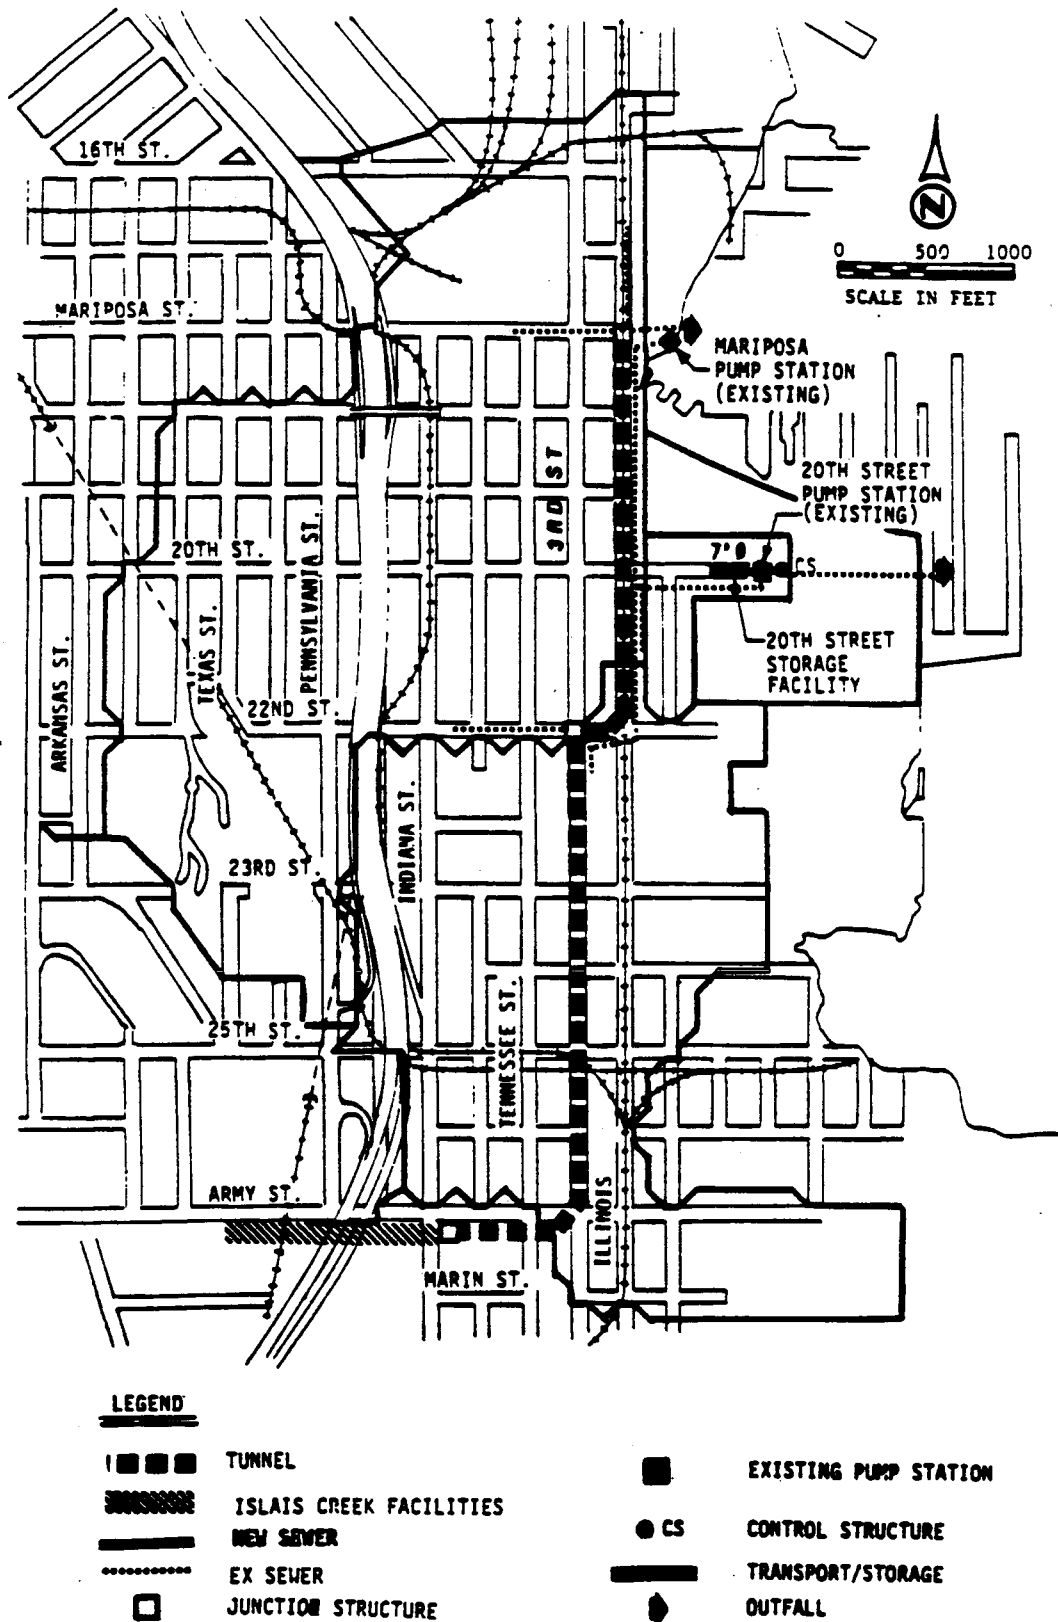 16TH ST.
N
0 500 1000
SCALE IN FEET
MARIPOSA ST.
MARIPOSA
PUMP STATION
(EXISTING)
3RD ST
20TH STREET
PUMP STATION
(EXISTING)
20TH ST.
PENNSYLVANIA ST.
7'0
CS
TEXAS ST.
ARKAMSAS ST.
20TH STREET
STORAGE
FACILITY
22ND ST.
INDIANA ST.
23RD ST.
TENNESSEE ST.
25TH ST.
ARMY ST.
ILLINOIS
MARIN ST.
LEGEND
TUNNEL
ISLAIS CREEK FACILITIES
NEW SEWER
EX SEWER
JUNCTION STRUCTURE
EXISTING PUMP STATION
CS CONTROL STRUCTURE
TRANSPORT/STORAGE
OUTFALL